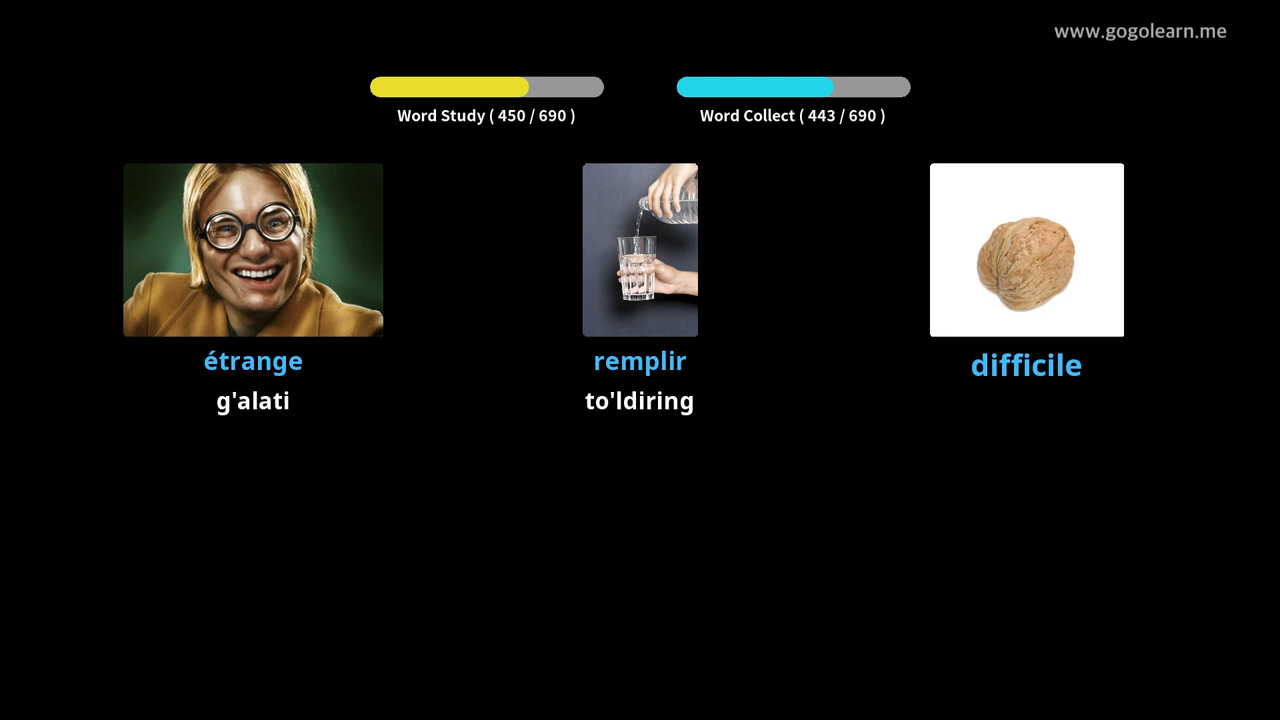 www.gogolearn.me
Word Study ( 450 / 690 )
Word Collect ( 443 / 690 )
étrange
g'alati
remplir
to'ldiring
difficile